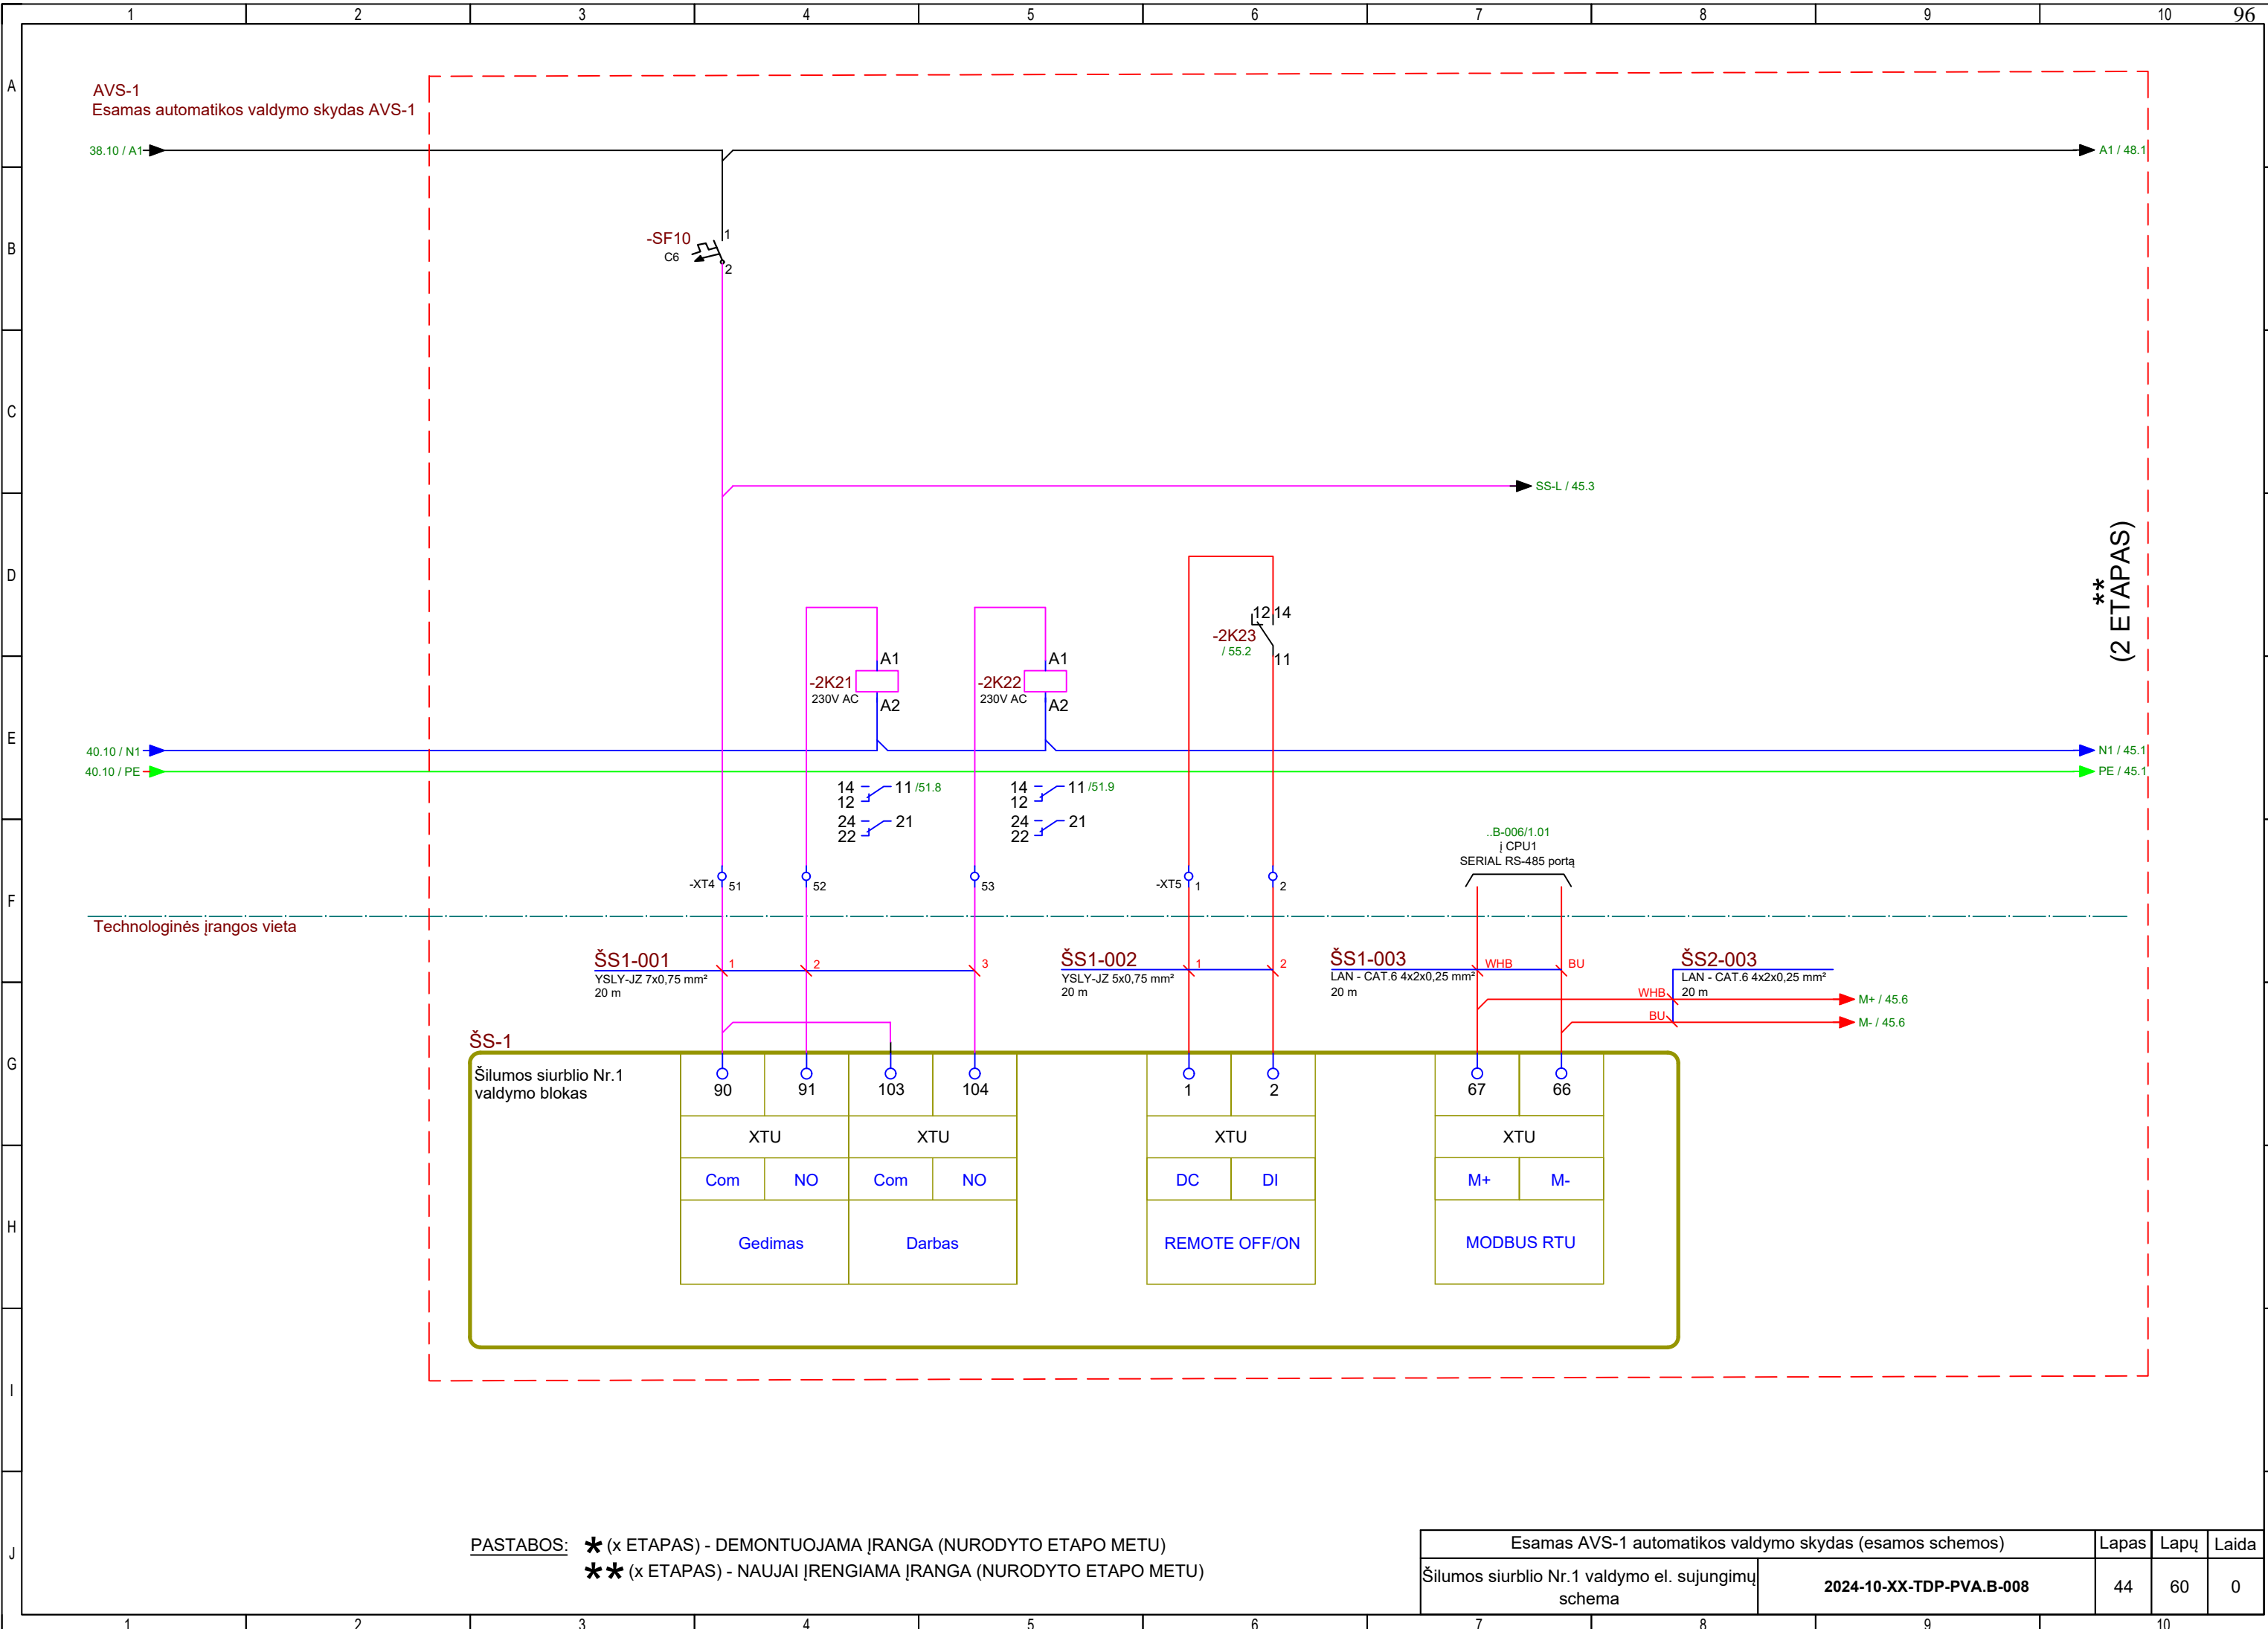 1 2 3 4 5 6 7 8 9 10 96
A
AVS-1
Esamas automatikos valdymo skydas AVS-1
38.10 / A1
A1 / 48.1
B
-SF10
C6
1
2
C
SS-L / 45.3
D
**
(2 ETAPAS)
12 14
-2K23
/ 55.2
11
A1
-2K21
230V AC
A2
A1
-2K22
230V AC
A2
E
40.10 / N1
N1 / 45.1
40.10 / PE
PE / 45.1
14 11 /51.8
12
24 21
22
14 11 /51.9
12
24 21
22
..B-006/1.01
į CPU1
SERIAL RS-485 portą
F
-XT4 51
52
53
-XT5 1
2
Technologinės įrangos vieta
ŠS1-001
YSLY-JZ 7x0,75 mm²
20 m
1
2
3
ŠS1-002
YSLY-JZ 5x0,75 mm²
20 m
1
2
ŠS1-003
LAN - CAT.6 4x2x0,25 mm²
20 m
WHB
BU
ŠS2-003
LAN - CAT.6 4x2x0,25 mm²
20 m
WHB
M+ / 45.6
BU
M- / 45.6
G
ŠS-1
Šilumos siurblio Nr.1
valdymo blokas
90 91 103 104 1 2 67 66
XTU XTU XTU XTU
Com NO Com NO DC DI M+ M-
H
Gedimas Darbas REMOTE OFF/ON MODBUS RTU
I
J
PASTABOS: * (x ETAPAS) - DEMONTUOJAMA ĮRANGA (NURODYTO ETAPO METU)
** (x ETAPAS) - NAUJAI ĮRENGIAMA ĮRANGA (NURODYTO ETAPO METU)
Esamas AVS-1 automatikos valdymo skydas (esamos schemos) Lapas Lapų Laida
Šilumos siurblio Nr.1 valdymo el. sujungimų
schema
2024-10-XX-TDP-PVA.B-008 44 60 0
1 2 3 4 5 6 7 8 9 10